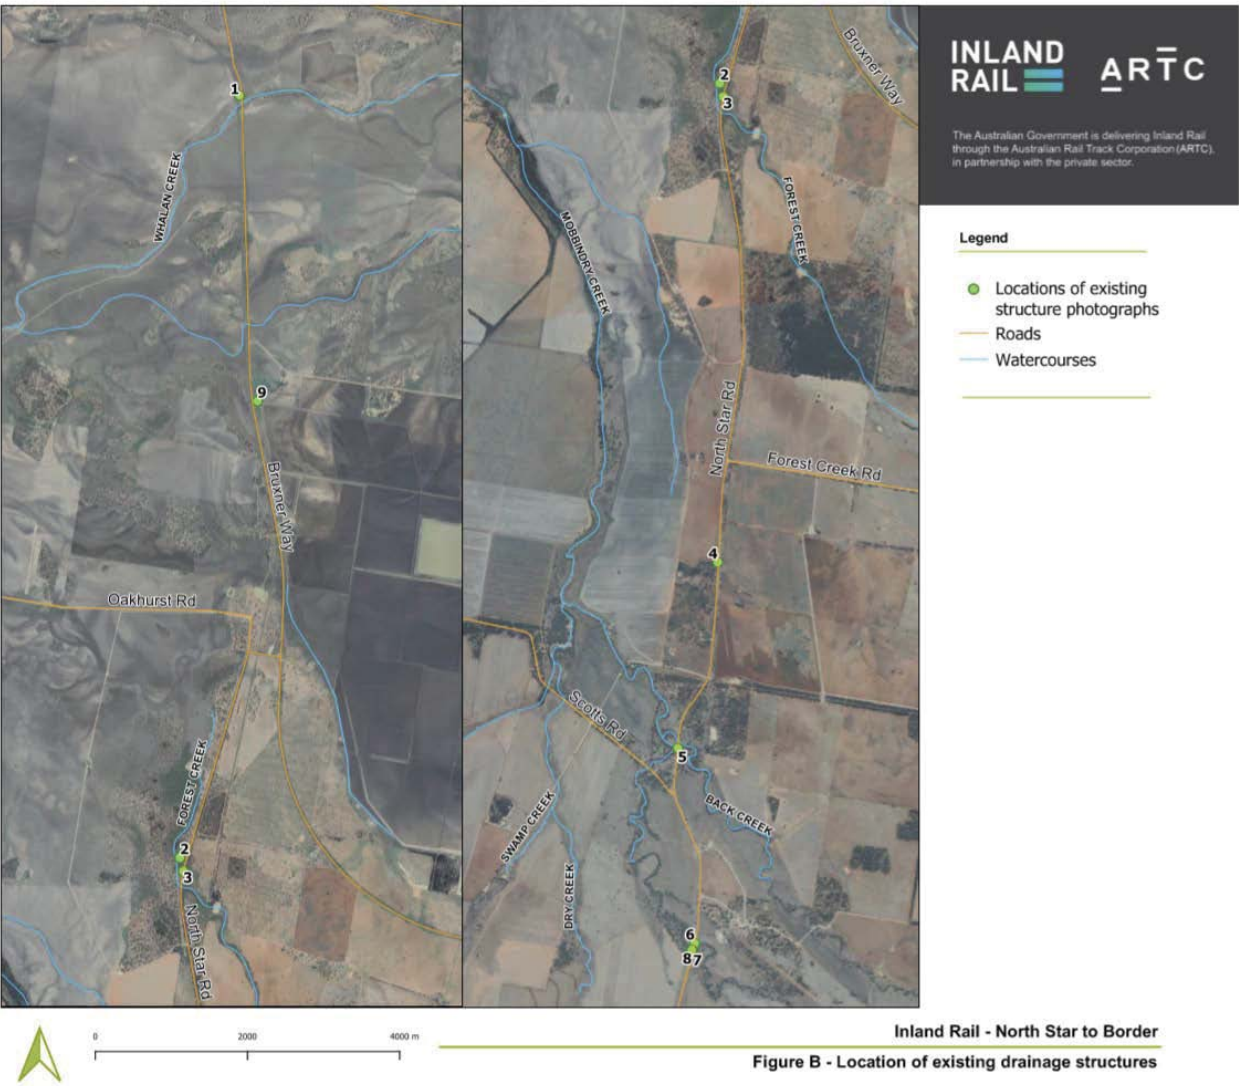 1
WHALAN CREEK
9
Bruxner Way
Oakhurst Rd
FOREST CREEK
2
3
North Star Rd
Bruxner Way
2
3
FOREST CREEK
MOBBINDRY CREEK
North Star Rd
Forest Creek Rd
4
Scotts Rd
5
BACK CREEK
SWAMP CREEK
DRY CREEK
6
87
INLAND
RAIL
ARTC
The Australian Government is delivering Inland Rail
through the Australian Rail Track Corporation (ARTC),
in partnership with the private sector.
Legend
Locations of existing
structure photographs
Roads
Watercourses
0 2000 4000 m
Inland Rail - North Star to Border
Figure B - Location of existing drainage structures